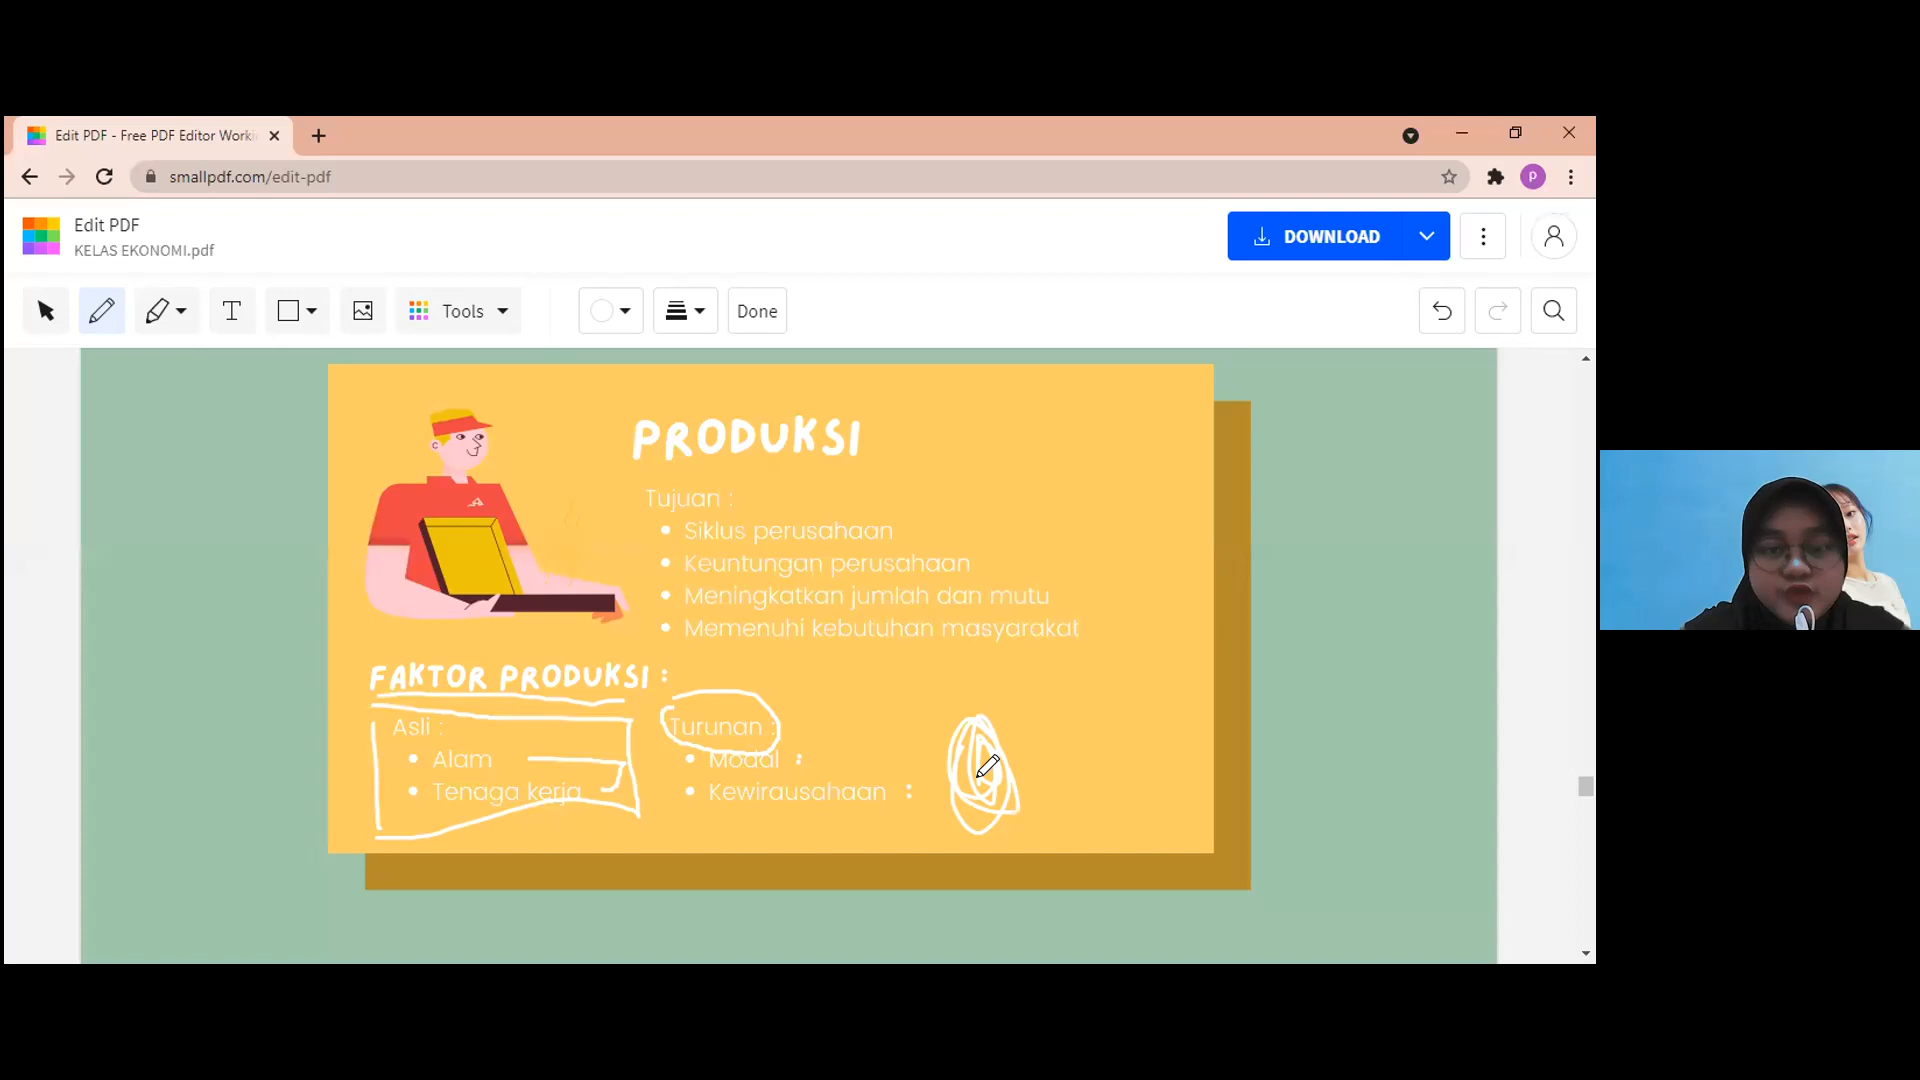 Edit PDF - Free PDF Editor Worki
smallpdf.com/edit-pdf
P
Edit PDF
KELAS EKONOMI.pdf
DOWNLOAD
T
Tools
Done
PRODUKSI
Tujuan :
• Siklus perusahaan
• Keuntungan perusahaan
• Meningkatkan jumlah dan mutu
• Memenuhi kebutuhan masyarakat
FAKTOR PRODUKSI :
Asli :
• Alam
• Tenaga kerja
Turunan :
• Modal :
• Kewirausahaan :